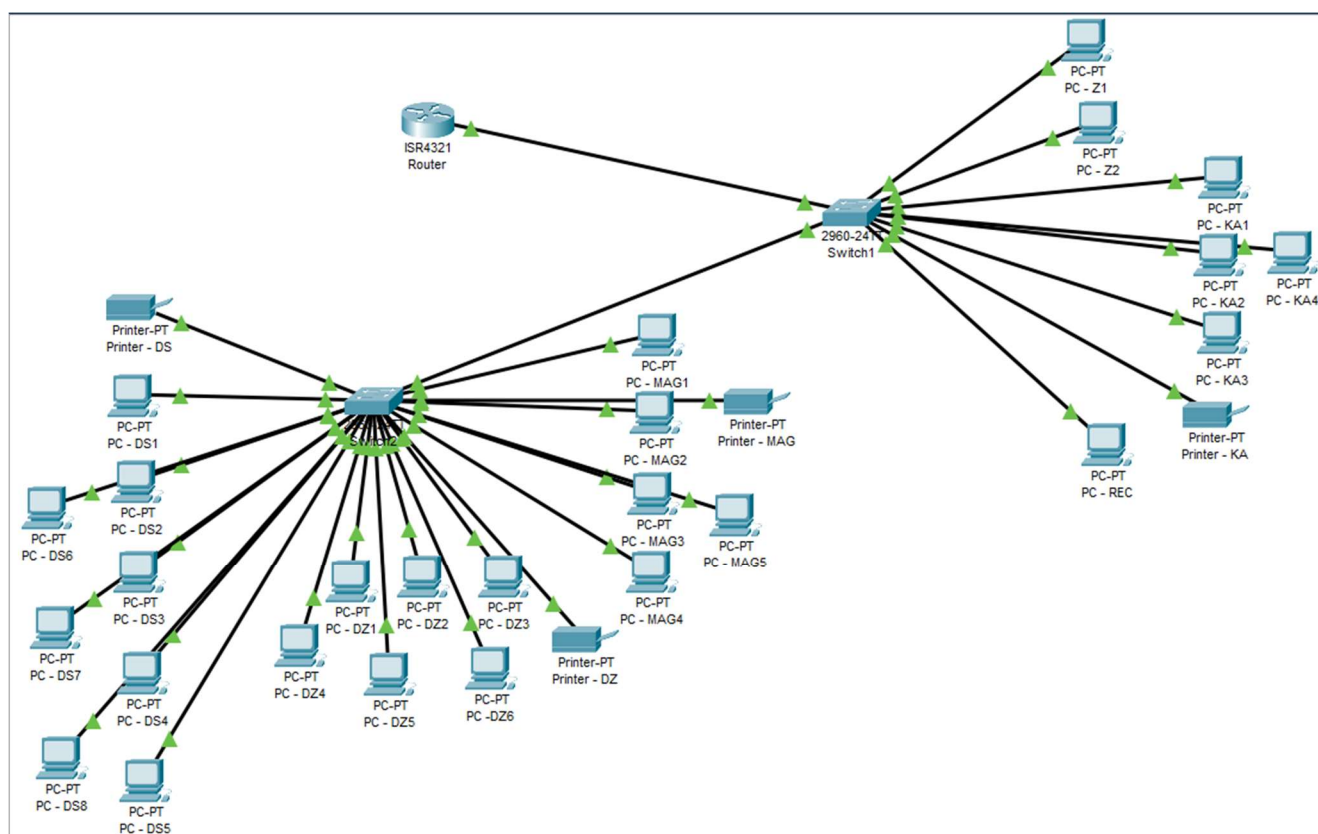 PC-PT
PC - Z1
ISR4321
Router
PC-PT
PC - Z2
PC-PT
PC - KA1
2960-24TT
Switch1
PC-PT
PC - KA2
PC-PT
PC - KA4
Printer-PT
Printer - DS
PC-PT
PC - KA3
PC-PT
PC - MAG1
Printer-PT
Printer - MAG
Printer-PT
Printer - KA
PC-PT
PC - DS1
Switch2
PC-PT
PC - MAG2
PC-PT
PC - REC
PC-PT
PC - DS2
PC-PT
PC - DS6
PC-PT
PC - MAG3
PC-PT
PC - MAG5
PC-PT
PC - DS3
PC-PT
PC - DZ1
PC-PT
PC - DZ2
PC-PT
PC - DZ3
PC-PT
PC - MAG4
PC-PT
PC - DS7
PC-PT
PC - DZ4
PC-PT
PC - DZ5
PC-PT
PC -DZ6
Printer-PT
Printer - DZ
PC-PT
PC - DS4
PC-PT
PC - DS8
PC-PT
PC - DS5